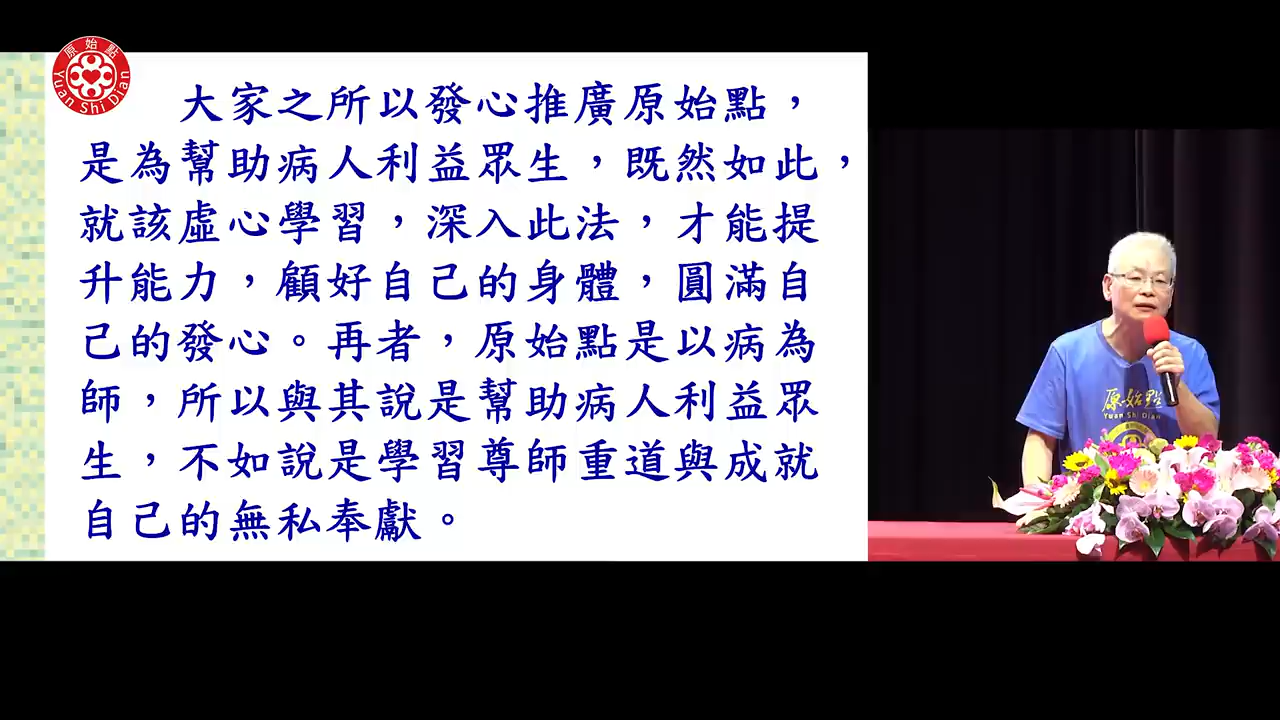 原始點
Yuan Shi Dian
大家之所以發心推廣原始點，
是為幫助病人利益眾生，既然如此，
就該虛心學習，深入此法，才能提
升能力，顧好自己的身體，圓滿自
己的發心。再者，原始點是以病為
師，所以與其說是幫助病人利益眾
生，不如說是學習尊師重道與成就
自己的無私奉獻。
原始點
Yuan Shi Dian